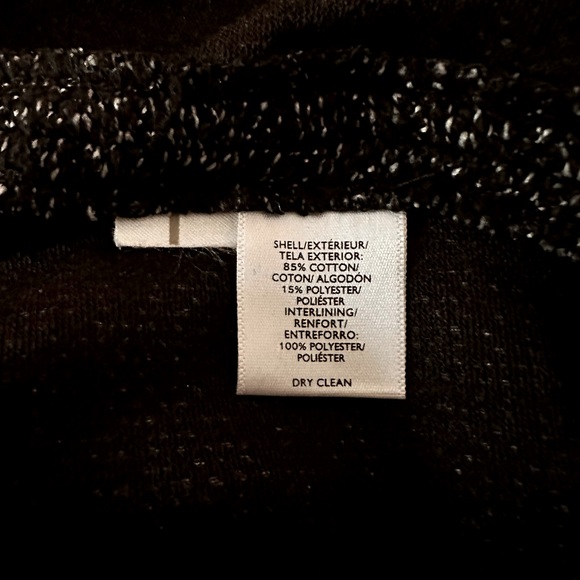 SHELL/EXTÉRIEUR/
TELA EXTERIOR:
85% COTTON/
COTON/ ALGODÓN
15% POLYESTER/
POLIÉSTER
INTERLINING/
RENFORT/
ENTREFORRO:
100% POLYESTER/
POLIÉSTER
DRY CLEAN